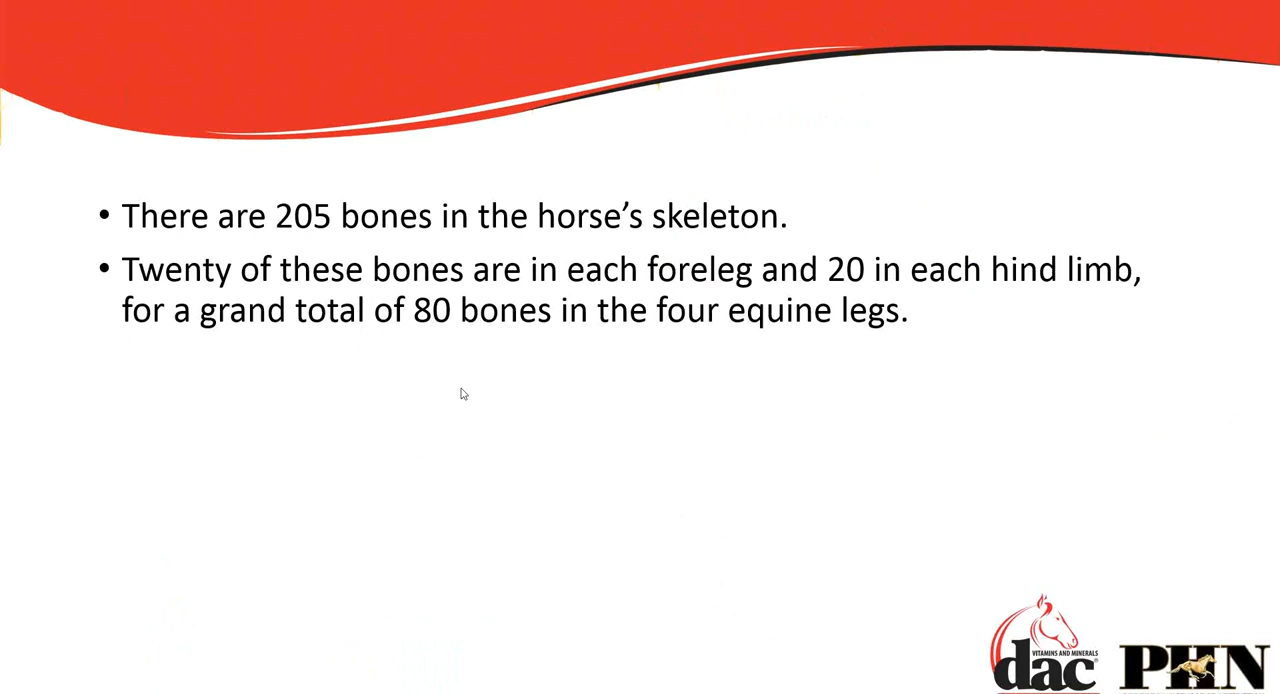 • There are 205 bones in the horse’s skeleton.
• Twenty of these bones are in each foreleg and 20 in each hind limb,
for a grand total of 80 bones in the four equine legs.
VITAMINS AND MINERALS
dac®
PHN